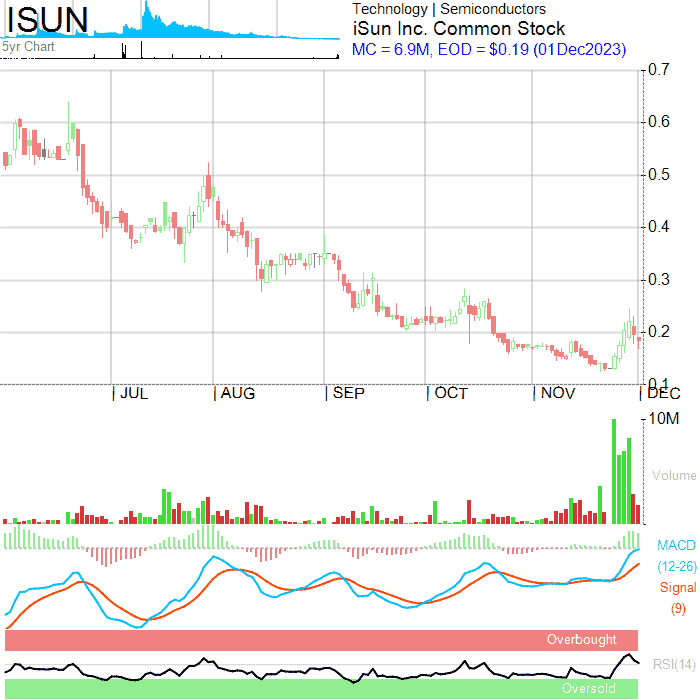 ISUN
5yr Chart
Technology | Semiconductors
iSun Inc. Common Stock
MC = 6.9M, EOD = $0.19 (01Dec2023)
0.7
0.6
0.5
0.4
0.3
0.2
0.1
| JUL | AUG | SEP | OCT | NOV | DEC
10M
Volume
MACD
(12-26)
Signal
(9)
Overbought
RSI(14)
Oversold